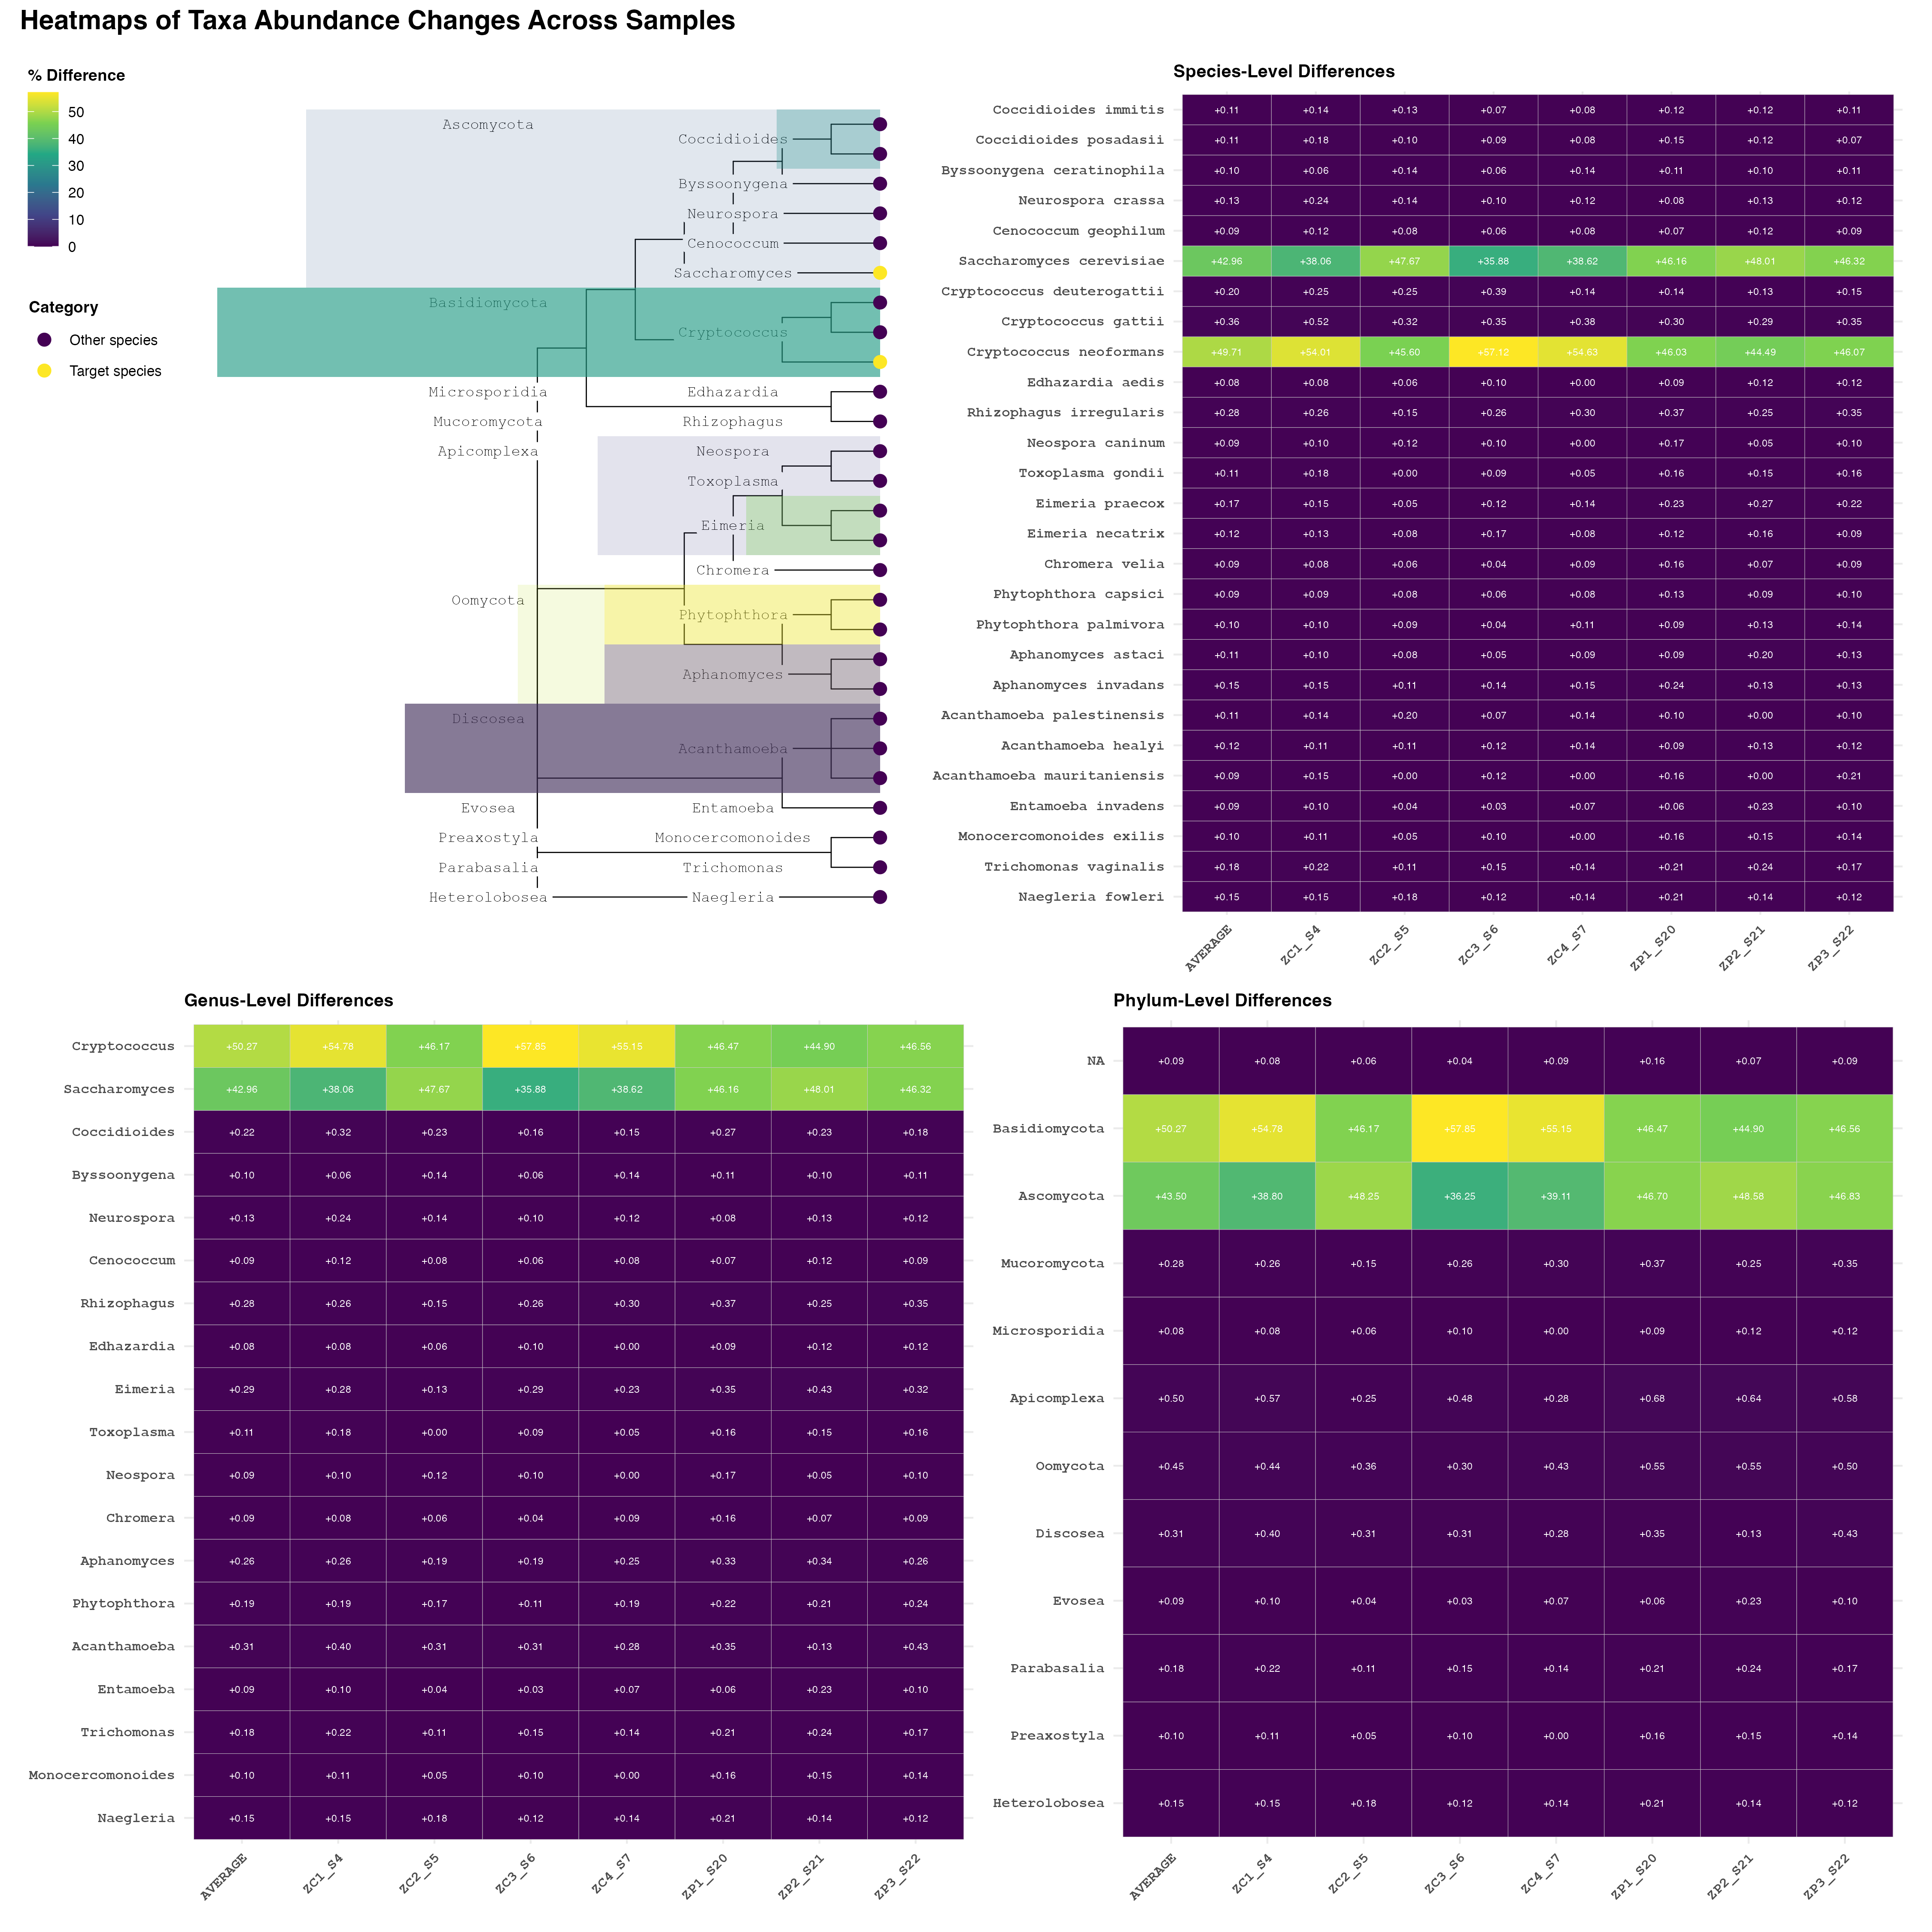 Heatmaps of Taxa Abundance Changes Across Samples
% Difference
50
40
30
20
10
0
Category
Other species
Target species
Ascomycota
Coccidioides
Byssoonygena
Neurospora
Cenococcum
Saccharomyces
Basidiomycota
Cryptococcus
Microsporidia Edhazardia
Mucoromycota Rhizophagus
Apicomplexa Neospora
Toxoplasma
Eimeria
Chromera
Oomycota
Phytophthora
Aphanomyces
Discosea
Acanthamoeba
Evosea Entamoeba
Preaxostyla Monocercomonoides
Parabasalia Trichomonas
Heterolobosea Naegleria
Species-Level Differences
Coccidioides immitis +0.11 +0.14 +0.13 +0.07 +0.08 +0.12 +0.12 +0.11
Coccidioides posadasii +0.11 +0.18 +0.10 +0.09 +0.08 +0.15 +0.12 +0.07
Byssoonygena ceratinophila +0.10 +0.06 +0.14 +0.06 +0.14 +0.11 +0.10 +0.11
Neurospora crassa +0.13 +0.24 +0.14 +0.10 +0.12 +0.08 +0.13 +0.12
Cenococcum geophilum +0.09 +0.12 +0.08 +0.06 +0.08 +0.07 +0.12 +0.09
Saccharomyces cerevisiae +42.96 +38.06 +47.67 +35.88 +38.62 +46.16 +48.01 +46.32
Cryptococcus deuterogattii +0.20 +0.25 +0.25 +0.39 +0.14 +0.14 +0.13 +0.15
Cryptococcus gattii +0.36 +0.52 +0.32 +0.35 +0.38 +0.30 +0.29 +0.35
Cryptococcus neoformans +49.71 +54.01 +45.60 +57.12 +54.63 +46.03 +44.49 +46.07
Edhazardia aedis +0.08 +0.08 +0.06 +0.10 +0.00 +0.09 +0.12 +0.12
Rhizophagus irregularis +0.28 +0.26 +0.15 +0.26 +0.30 +0.37 +0.25 +0.35
Neospora caninum +0.09 +0.10 +0.12 +0.10 +0.00 +0.17 +0.05 +0.10
Toxoplasma gondii +0.11 +0.18 +0.00 +0.09 +0.05 +0.16 +0.15 +0.16
Eimeria praecox +0.17 +0.15 +0.05 +0.12 +0.14 +0.23 +0.27 +0.22
Eimeria necatrix +0.12 +0.13 +0.08 +0.17 +0.08 +0.12 +0.16 +0.09
Chromera velia +0.09 +0.08 +0.06 +0.04 +0.09 +0.16 +0.07 +0.09
Phytophthora capsici +0.09 +0.09 +0.08 +0.06 +0.08 +0.13 +0.09 +0.10
Phytophthora palmivora +0.10 +0.10 +0.09 +0.04 +0.11 +0.09 +0.13 +0.14
Aphanomyces astaci +0.11 +0.10 +0.08 +0.05 +0.09 +0.09 +0.20 +0.13
Aphanomyces invadans +0.15 +0.15 +0.11 +0.14 +0.15 +0.24 +0.13 +0.13
Acanthamoeba palestinensis +0.11 +0.14 +0.20 +0.07 +0.14 +0.10 +0.00 +0.10
Acanthamoeba healyi +0.12 +0.11 +0.11 +0.12 +0.14 +0.09 +0.13 +0.12
Acanthamoeba mauritaniensis +0.09 +0.15 +0.00 +0.12 +0.00 +0.16 +0.00 +0.21
Entamoeba invadens +0.09 +0.10 +0.04 +0.03 +0.07 +0.06 +0.23 +0.10
Monocercomonoides exilis +0.10 +0.11 +0.05 +0.10 +0.00 +0.16 +0.15 +0.14
Trichomonas vaginalis +0.18 +0.22 +0.11 +0.15 +0.14 +0.21 +0.24 +0.17
Naegleria fowleri +0.15 +0.15 +0.18 +0.12 +0.14 +0.21 +0.14 +0.12
AVERAGE ZC1_S4 ZC2_S5 ZC3_S6 ZC4_S7 ZP1_S20 ZP2_S21 ZP3_S22
Genus-Level Differences
Cryptococcus +50.27 +54.78 +46.17 +57.85 +55.15 +46.47 +44.90 +46.56
Saccharomyces +42.96 +38.06 +47.67 +35.88 +38.62 +46.16 +48.01 +46.32
Coccidioides +0.22 +0.32 +0.23 +0.16 +0.15 +0.27 +0.23 +0.18
Byssoonygena +0.10 +0.06 +0.14 +0.06 +0.14 +0.11 +0.10 +0.11
Neurospora +0.13 +0.24 +0.14 +0.10 +0.12 +0.08 +0.13 +0.12
Cenococcum +0.09 +0.12 +0.08 +0.06 +0.08 +0.07 +0.12 +0.09
Rhizophagus +0.28 +0.26 +0.15 +0.26 +0.30 +0.37 +0.25 +0.35
Edhazardia +0.08 +0.08 +0.06 +0.10 +0.00 +0.09 +0.12 +0.12
Eimeria +0.29 +0.28 +0.13 +0.29 +0.23 +0.35 +0.43 +0.32
Toxoplasma +0.11 +0.18 +0.00 +0.09 +0.05 +0.16 +0.15 +0.16
Neospora +0.09 +0.10 +0.12 +0.10 +0.00 +0.17 +0.05 +0.10
Chromera +0.09 +0.08 +0.06 +0.04 +0.09 +0.16 +0.07 +0.09
Aphanomyces +0.26 +0.26 +0.19 +0.19 +0.25 +0.33 +0.34 +0.26
Phytophthora +0.19 +0.19 +0.17 +0.11 +0.19 +0.22 +0.21 +0.24
Acanthamoeba +0.31 +0.40 +0.31 +0.31 +0.28 +0.35 +0.13 +0.43
Entamoeba +0.09 +0.10 +0.04 +0.03 +0.07 +0.06 +0.23 +0.10
Trichomonas +0.18 +0.22 +0.11 +0.15 +0.14 +0.21 +0.24 +0.17
Monocercomonoides +0.10 +0.11 +0.05 +0.10 +0.00 +0.16 +0.15 +0.14
Naegleria +0.15 +0.15 +0.18 +0.12 +0.14 +0.21 +0.14 +0.12
AVERAGE ZC1_S4 ZC2_S5 ZC3_S6 ZC4_S7 ZP1_S20 ZP2_S21 ZP3_S22
Phylum-Level Differences
NA +0.09 +0.08 +0.06 +0.04 +0.09 +0.16 +0.07 +0.09
Basidiomycota +50.27 +54.78 +46.17 +57.85 +55.15 +46.47 +44.90 +46.56
Ascomycota +43.50 +38.80 +48.25 +36.25 +39.11 +46.70 +48.58 +46.83
Mucoromycota +0.28 +0.26 +0.15 +0.26 +0.30 +0.37 +0.25 +0.35
Microsporidia +0.08 +0.08 +0.06 +0.10 +0.00 +0.09 +0.12 +0.12
Apicomplexa +0.50 +0.57 +0.25 +0.48 +0.28 +0.68 +0.64 +0.58
Oomycota +0.45 +0.44 +0.36 +0.30 +0.43 +0.55 +0.55 +0.50
Discosea +0.31 +0.40 +0.31 +0.31 +0.28 +0.35 +0.13 +0.43
Evosea +0.09 +0.10 +0.04 +0.03 +0.07 +0.06 +0.23 +0.10
Parabasalia +0.18 +0.22 +0.11 +0.15 +0.14 +0.21 +0.24 +0.17
Preaxostyla +0.10 +0.11 +0.05 +0.10 +0.00 +0.16 +0.15 +0.14
Heterolobosea +0.15 +0.15 +0.18 +0.12 +0.14 +0.21 +0.14 +0.12
AVERAGE ZC1_S4 ZC2_S5 ZC3_S6 ZC4_S7 ZP1_S20 ZP2_S21 ZP3_S22